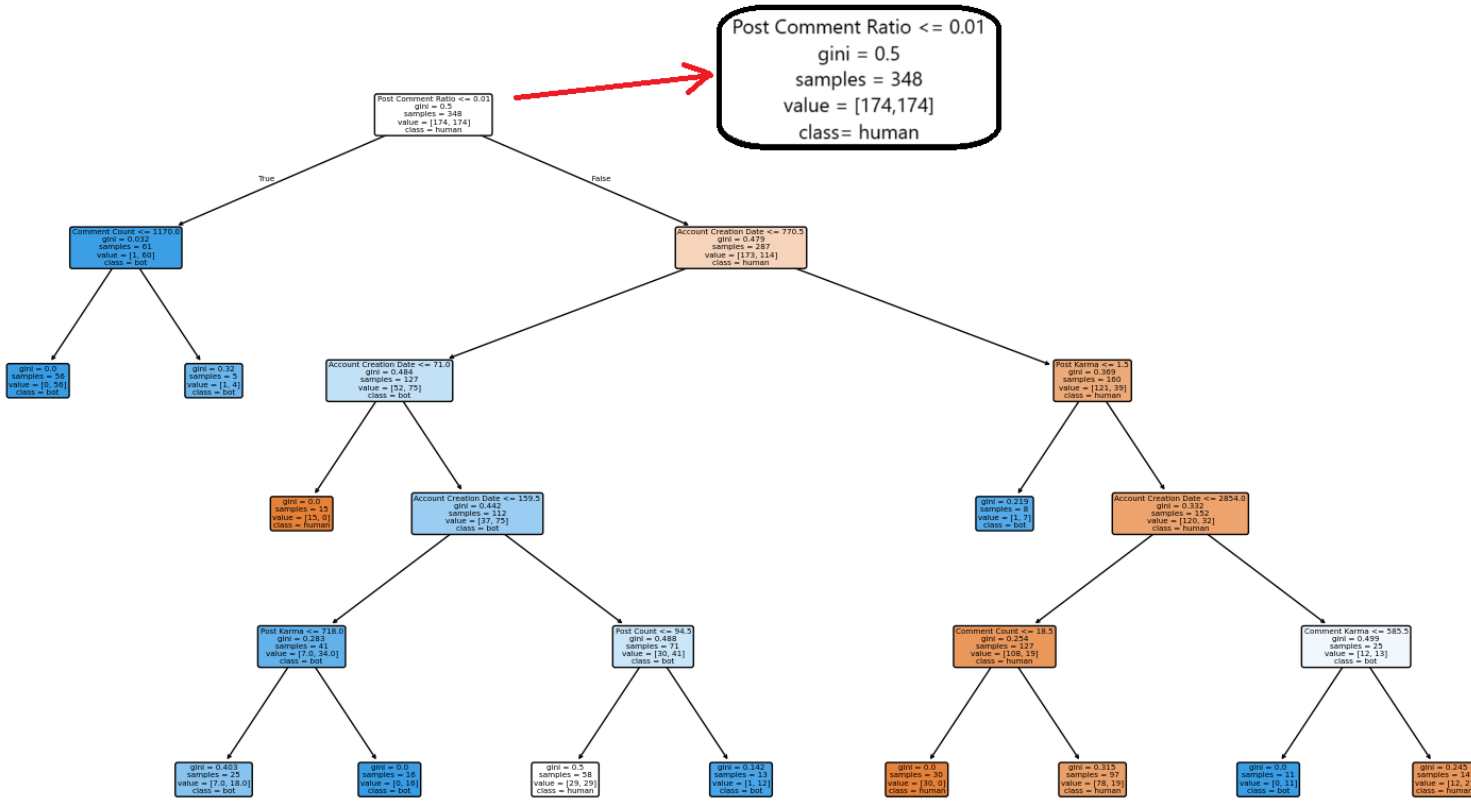 Post Comment Ratio <= 0.01
gini = 0.5
samples = 348
value = [174,174]
class= human
Post Comment Ratio <= 0.01
gini = 0.5
samples = 348
value = [174, 174]
class = human
True
False
Comment Count <= 1170.0
gini = 0.032
samples = 61
value = [1, 60]
class = bot
Account Creation Date <= 770.5
gini = 0.479
samples = 287
value = [173, 114]
class = human
gini = 0.0
samples = 56
value = [0, 56]
class = bot
gini = 0.32
samples = 5
value = [1, 4]
class = bot
Account Creation Date <= 71.0
gini = 0.484
samples = 127
value = [52, 75]
class = bot
Post Karma <= 1.5
gini = 0.369
samples = 160
value = [121, 39]
class = human
gini = 0.0
samples = 15
value = [15, 0]
class = human
Account Creation Date <= 159.5
gini = 0.442
samples = 112
value = [37, 75]
class = bot
gini = 0.219
samples = 8
value = [1, 7]
class = bot
Account Creation Date <= 2854.0
gini = 0.332
samples = 152
value = [120, 32]
class = human
Post Karma <= 718.0
gini = 0.283
samples = 41
value = [7.0, 34.0]
class = bot
Post Count <= 94.5
gini = 0.488
samples = 71
value = [30, 41]
class = bot
Comment Count <= 18.5
gini = 0.254
samples = 127
value = [108, 19]
class = human
Comment Karma <= 585.5
gini = 0.499
samples = 25
value = [12, 13]
class = bot
gini = 0.403
samples = 25
value = [7.0, 18.0]
class = bot
gini = 0.0
samples = 16
value = [0, 16]
class = bot
gini = 0.5
samples = 58
value = [29, 29]
class = human
gini = 0.142
samples = 13
value = [1, 12]
class = bot
gini = 0.0
samples = 30
value = [30, 0]
class = human
gini = 0.315
samples = 97
value = [78, 19]
class = human
gini = 0.0
samples = 11
value = [0, 11]
class = bot
gini = 0.245
samples = 14
value = [12, 2
class = human